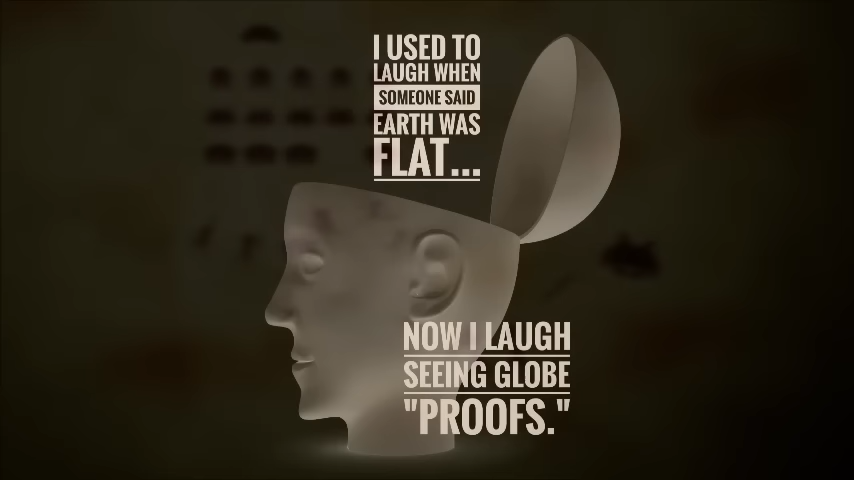 I USED TO
LAUGH WHEN
SOMEONE SAID
EARTH WAS
FLAT...
NOW I LAUGH
SEEING GLOBE
"PROOFS."